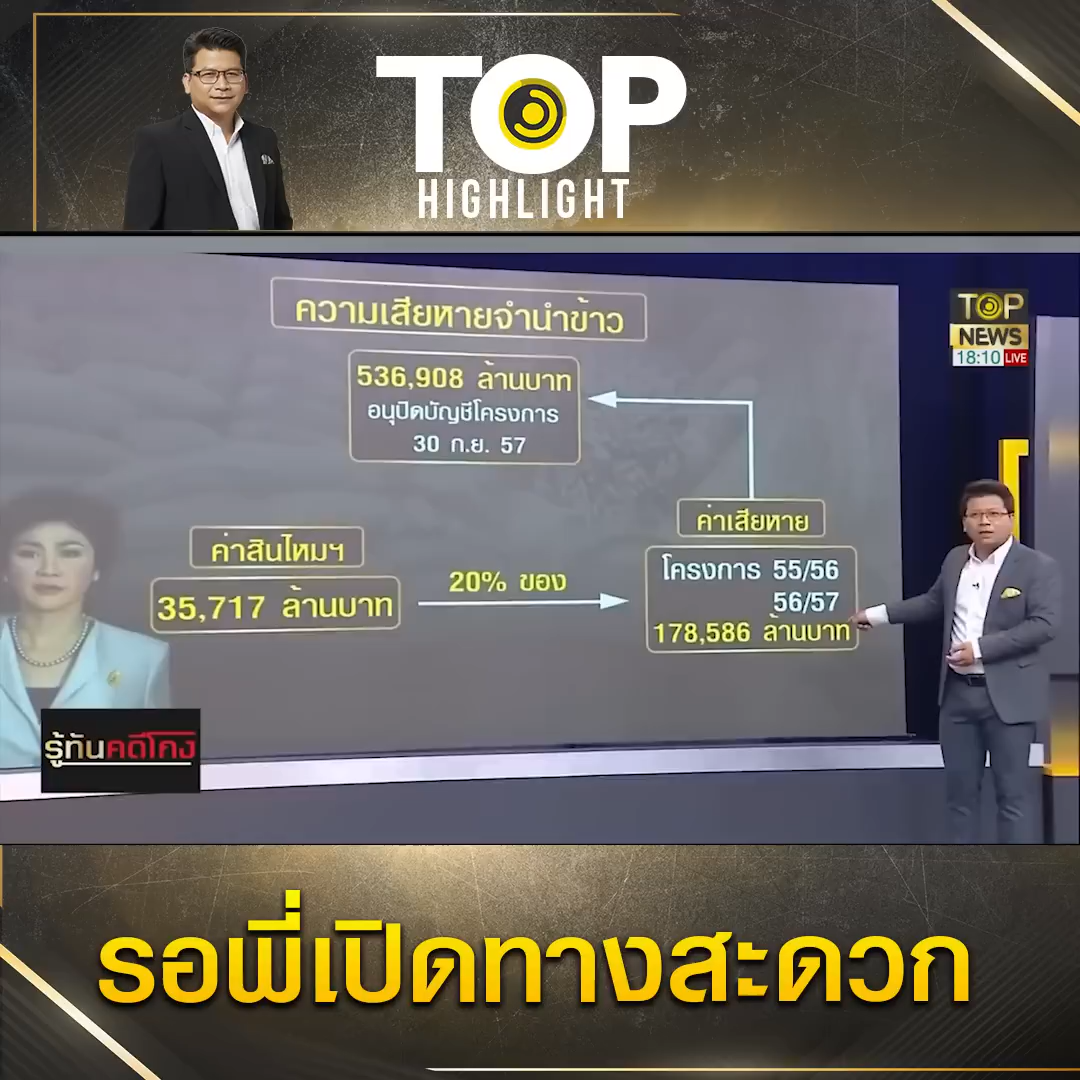 TOP
HIGHLIGHT
TOP
NEWS
18:10 LIVE
ความเสียหายจำนำข้าว
536,908 ล้านบาท
อนุปิดบัญชีโครงการ
30 ก.ย. 57
ค่าสินไหมฯ
35,717 ล้านบาท
20% ของ
ค่าเสียหาย
โครงการ 55/56
56/57
178,586 ล้านบาท
รู้ทันคดีโกง
รอพี่เปิดทางสะดวก